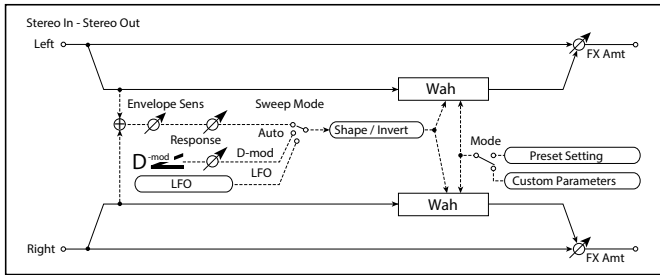 Stereo In - Stereo Out
Left
FX Amt
Wah
Envelope Sens
Sweep Mode
Auto
Shape / Invert
Response
Mode
D-mod
D-mod
Preset Setting
LFO
LFO
Custom Parameters
Wah
Right
FX Amt